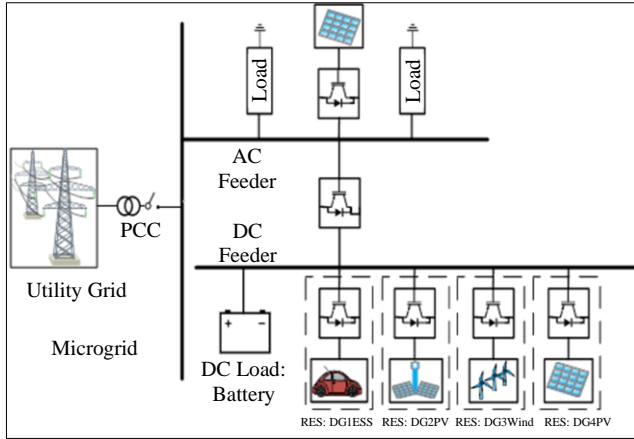 Load
Load
AC
Feeder
PCC
DC
Feeder
Utility Grid
Microgrid
+ −
DC Load:
Battery
RES: DG1ESS RES: DG2PV RES: DG3Wind RES: DG4PV